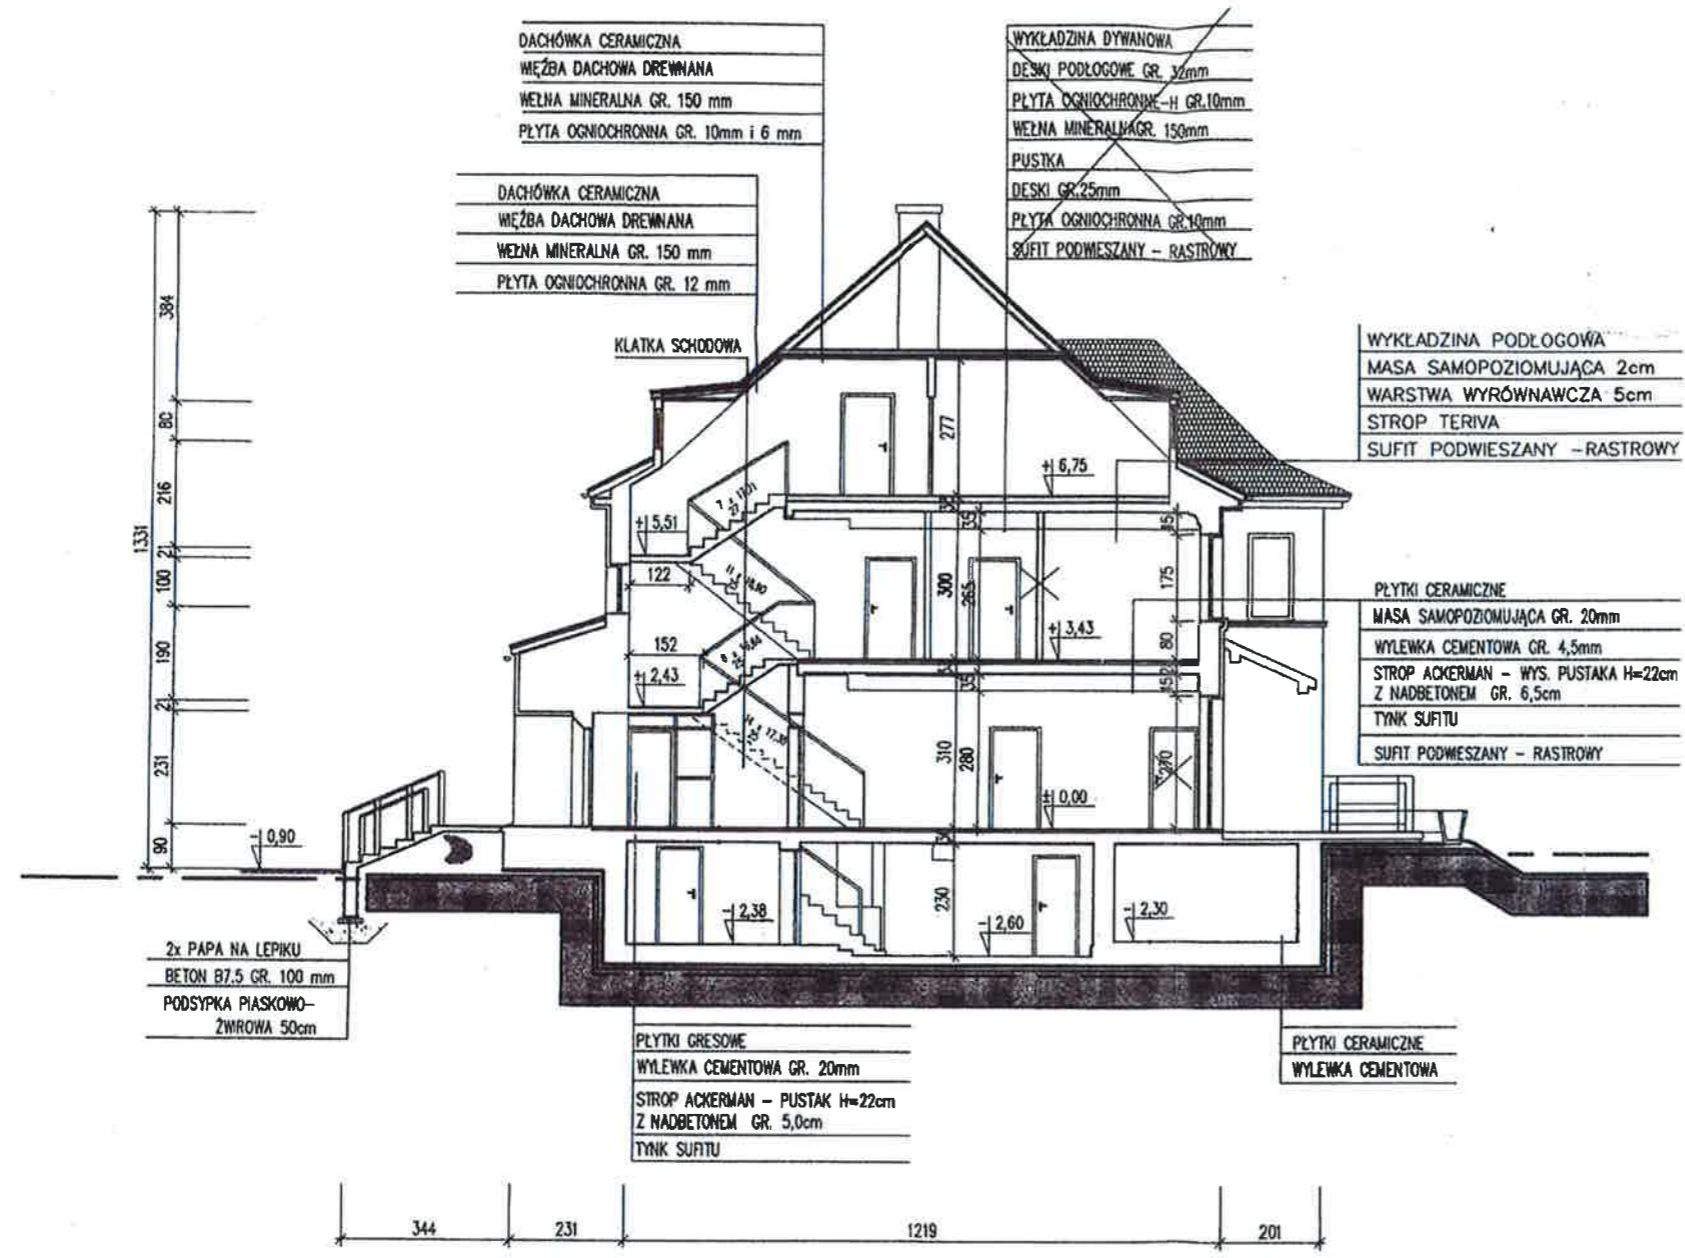 DACHÓWKA CERAMICZNA
WIĘŹBA DACHOWA DREWNIANA
WEŁNA MINERALNA GR. 150 mm
PŁYTA OGNIOCHRONNA GR. 10mm i 6 mm
WYKŁADZINA DYWANOWA
DESKI PODŁOGOWE GR. 32mm
PŁYTA OGNIOCHRONNE-H GR.10mm
WEŁNA MINERALNAGR. 150mm
PUSTKA
DESKI GR.25mm
PŁYTA OGNIOCHRONNA GR.10mm
SUFIT PODWIESZANY - RASTROWY
DACHÓWKA CERAMICZNA
WIĘŹBA DACHOWA DREWNIANA
WEŁNA MINERALNA GR. 150 mm
PŁYTA OGNIOCHRONNA GR. 12 mm
KLATKA SCHODOWA
WYKŁADZINA PODŁOGOWA
MASA SAMOPOZIOMUJĄCA 2cm
WARSTWA WYRÓWNAWCZA 5cm
STROP TERIVA
SUFIT PODWIESZANY -RASTROWY
PŁYTKI CERAMICZNE
MASA SAMOPOZIOMUJĄCA GR. 20mm
WYLEWKA CEMENTOWA GR. 4,5mm
STROP ACKERMAN - WYS. PUSTAKA H=22cm
Z NADBETONEM GR. 6,5cm
TYNK SUFITU
SUFIT PODWIESZANY - RASTROWY
1331
384
80
216
21
100
190
21
231
90
277
+ 6,75
+ 5,51
122
300
265
35
15
175
80
+ 3,43
152
+ 2,43
35
15
310
280
270
± 0,00
- 0,90
230
- 2,38
- 2,60
- 2,30
2x PAPA NA LEPIKU
BETON B7.5 GR. 100 mm
PODSYPKA PIASKOWO-
ŻWIROWA 50cm
PŁYTKI GRESOWE
WYLEWKA CEMENTOWA GR. 20mm
STROP ACKERMAN - PUSTAK H=22cm
Z NADBETONEM GR. 5,0cm
TYNK SUFITU
PŁYTKI CERAMICZNE
WYLEWKA CEMENTOWA
344
231
1219
201